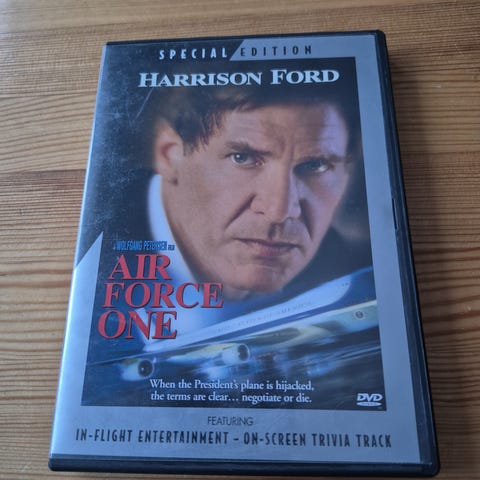 SPECIAL EDITION
HARRISON FORD
A WOLFGANG PETERSEN FILM
AIR
FORCE
ONE
When the President's plane is hijacked,
the terms are clear... negotiate or die.
DVD
FEATURING
IN-FLIGHT ENTERTAINMENT – ON-SCREEN TRIVIA TRACK